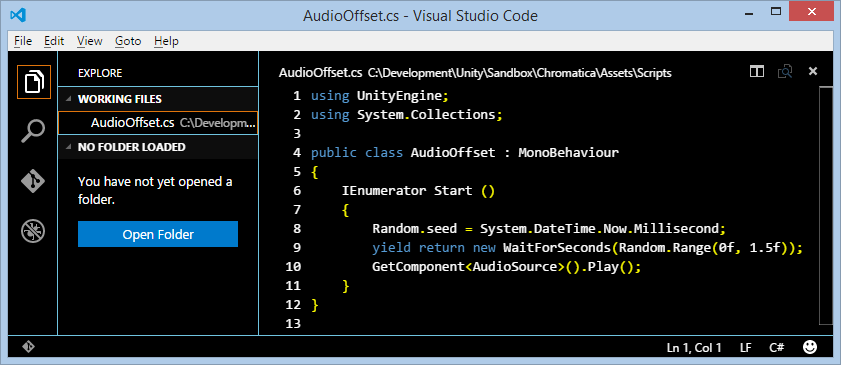 AudioOffset.cs - Visual Studio Code
File Edit View Goto Help
EXPLORE
WORKING FILES
AudioOffset.cs C:\Developm...
NO FOLDER LOADED
You have not yet opened a
folder.
Open Folder
AudioOffset.cs C:\Development\Unity\Sandbox\Chromatica\Assets\Scripts
1 using UnityEngine;
2 using System.Collections;
3
4 public class AudioOffset : MonoBehaviour
5 {
6     IEnumerator Start ()
7     {
8         Random.seed = System.DateTime.Now.Millisecond;
9         yield return new WaitForSeconds(Random.Range(0f, 1.5f));
10         GetComponent<AudioSource>().Play();
11     }
12 }
13
Ln 1, Col 1 LF C#